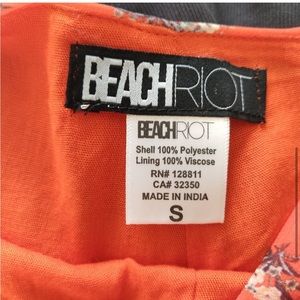 BEACHRIOT
BEACHRIOT
Shell 100% Polyester
Lining 100% Viscose
RN# 128811
CA# 32350
MADE IN INDIA
S